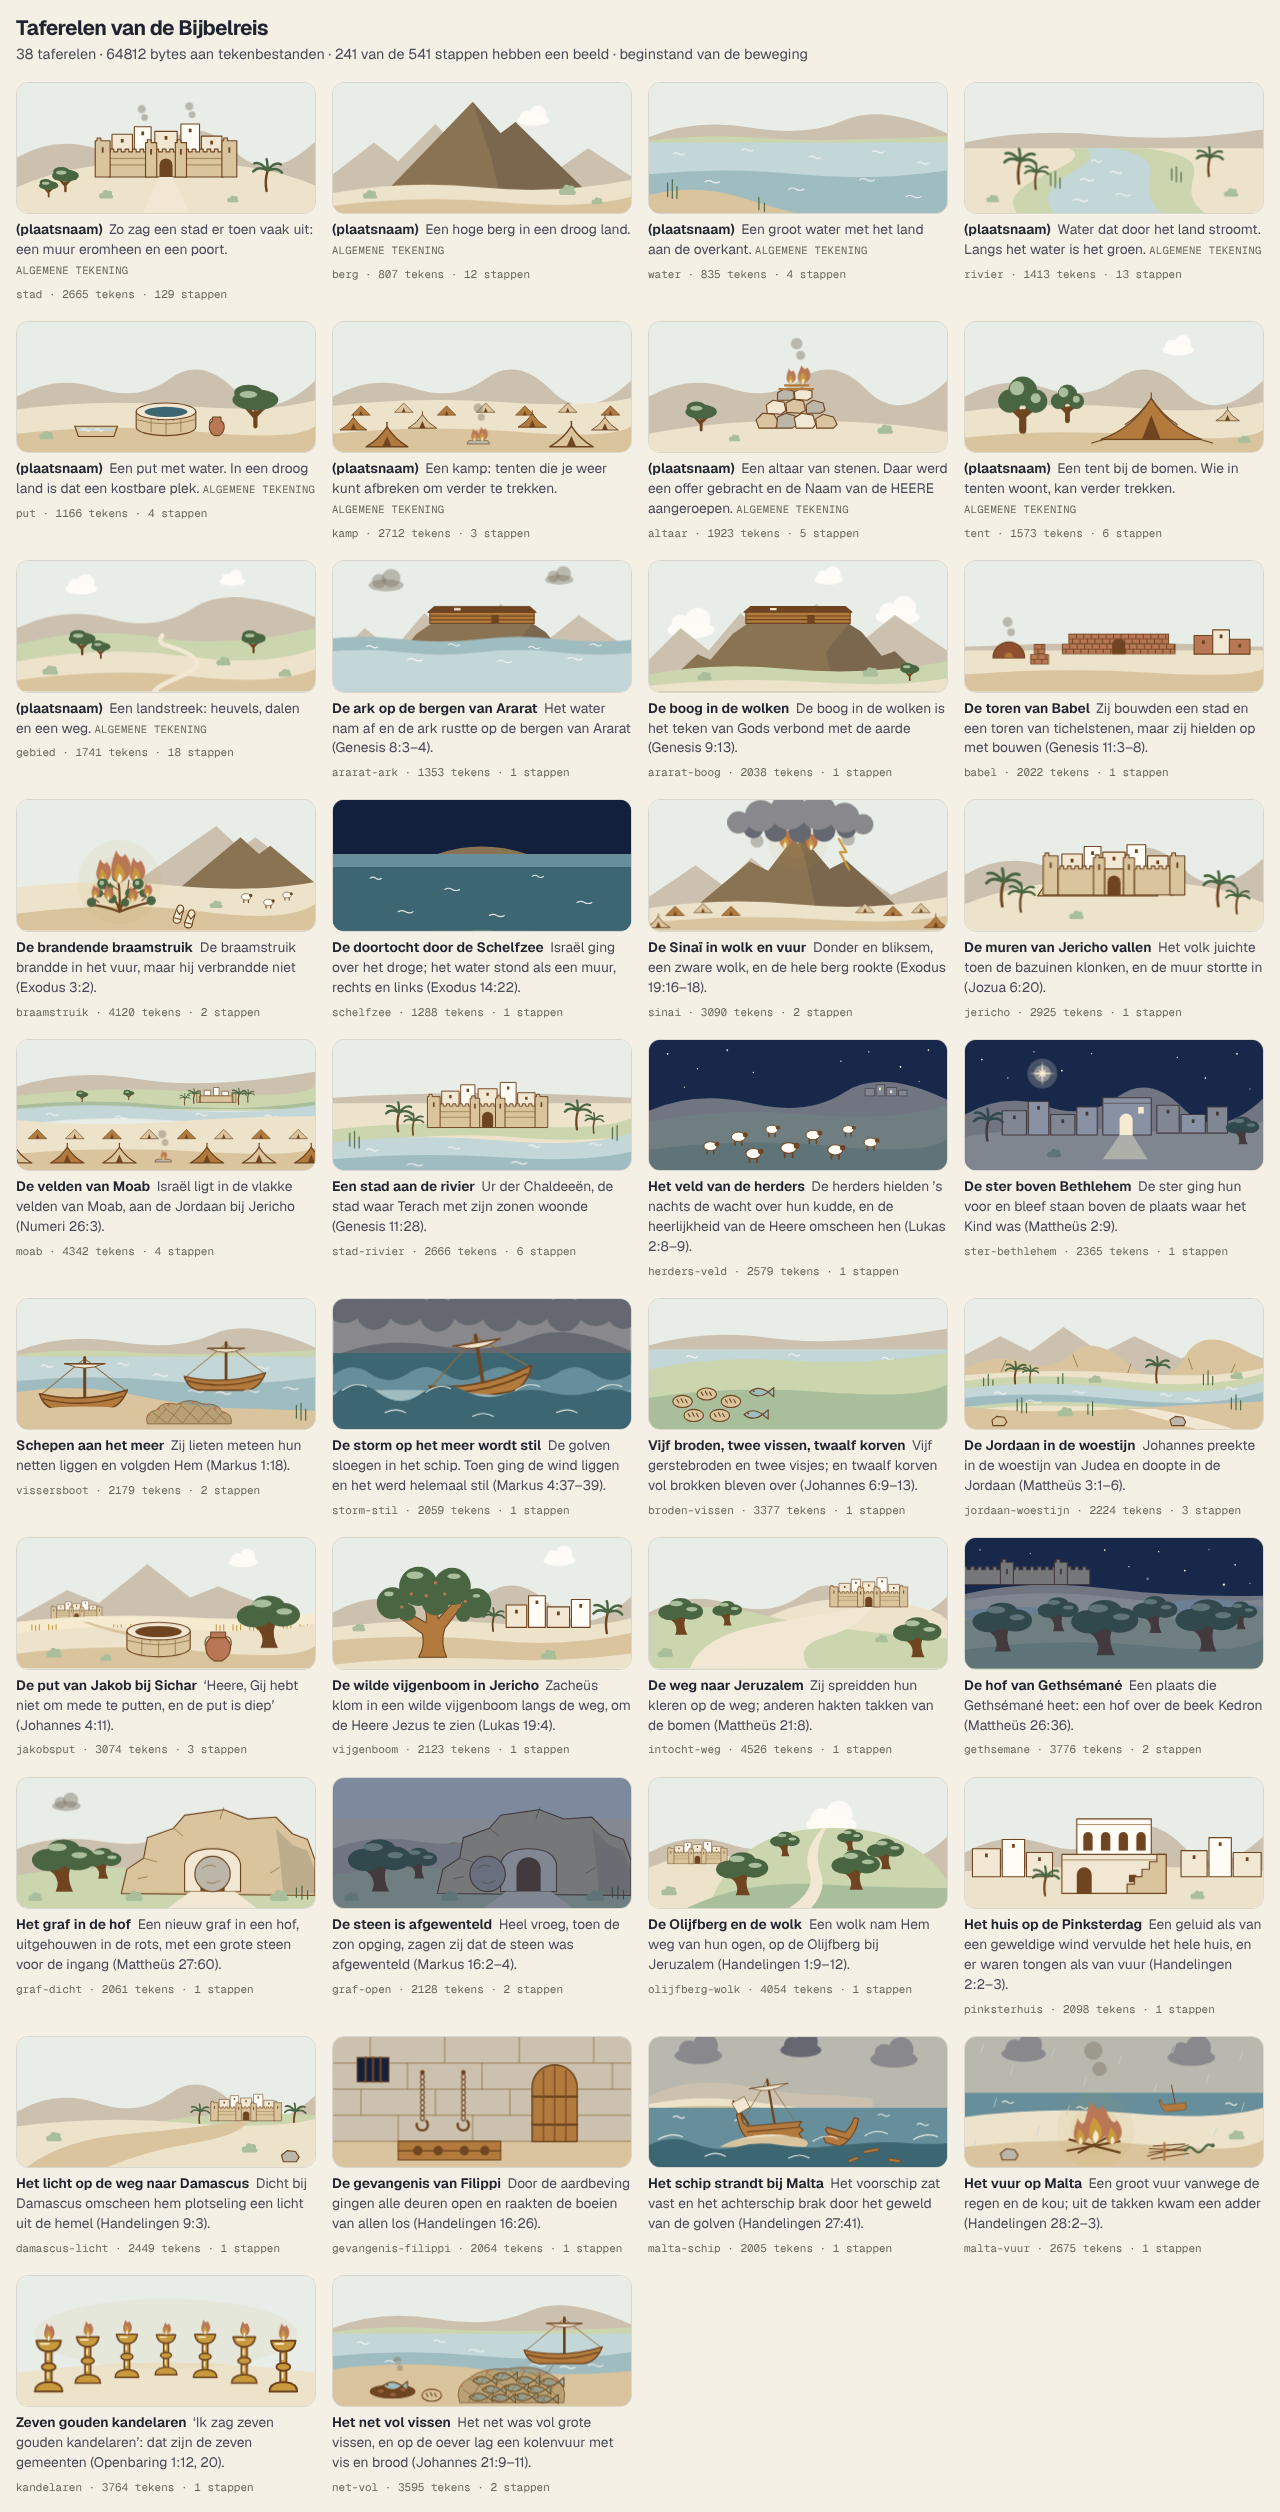 Taferelen van de Bijbelreis
38 taferelen · 64812 bytes aan tekenbestanden · 241 van de 541 stappen hebben een beeld · beginstand van de beweging
(plaatsnaam) Zo zag een stad er toen vaak uit:
een muur eromheen en een poort.
ALGEMENE TEKENING
stad · 2665 tekens · 129 stappen
(plaatsnaam) Een hoge berg in een droog land.
ALGEMENE TEKENING
berg · 807 tekens · 12 stappen
(plaatsnaam) Een groot water met het land
aan de overkant. ALGEMENE TEKENING
water · 835 tekens · 4 stappen
(plaatsnaam) Water dat door het land stroomt.
Langs het water is het groen. ALGEMENE TEKENING
rivier · 1413 tekens · 13 stappen
(plaatsnaam) Een put met water. In een droog
land is dat een kostbare plek. ALGEMENE TEKENING
put · 1166 tekens · 4 stappen
(plaatsnaam) Een kamp: tenten die je weer
kunt afbreken om verder te trekken.
ALGEMENE TEKENING
kamp · 2712 tekens · 3 stappen
(plaatsnaam) Een altaar van stenen. Daar werd
een offer gebracht en de Naam van de HEERE
aangeroepen. ALGEMENE TEKENING
altaar · 1923 tekens · 5 stappen
(plaatsnaam) Een tent bij de bomen. Wie in
tenten woont, kan verder trekken.
ALGEMENE TEKENING
tent · 1573 tekens · 6 stappen
(plaatsnaam) Een landstreek: heuvels, dalen
en een weg. ALGEMENE TEKENING
gebied · 1741 tekens · 18 stappen
De ark op de bergen van Ararat Het water
nam af en de ark rustte op de bergen van Ararat
(Genesis 8:3–4).
ararat-ark · 1353 tekens · 1 stappen
De boog in de wolken De boog in de wolken is
het teken van Gods verbond met de aarde
(Genesis 9:13).
ararat-boog · 2038 tekens · 1 stappen
De toren van Babel Zij bouwden een stad en
een toren van tichelstenen, maar zij hielden op
met bouwen (Genesis 11:3–8).
babel · 2022 tekens · 1 stappen
De brandende braamstruik De braamstruik
brandde in het vuur, maar hij verbrandde niet
(Exodus 3:2).
braamstruik · 4120 tekens · 2 stappen
De doortocht door de Schelfzee Israël ging
over het droge; het water stond als een muur,
rechts en links (Exodus 14:22).
schelfzee · 1288 tekens · 1 stappen
De Sinaï in wolk en vuur Donder en bliksem,
een zware wolk, en de hele berg rookte (Exodus
19:16–18).
sinai · 3090 tekens · 2 stappen
De muren van Jericho vallen Het volk juichte
toen de bazuinen klonken, en de muur stortte in
(Jozua 6:20).
jericho · 2925 tekens · 1 stappen
De velden van Moab Israël ligt in de vlakke
velden van Moab, aan de Jordaan bij Jericho
(Numeri 26:3).
moab · 4342 tekens · 4 stappen
Een stad aan de rivier Ur der Chaldeeën, de
stad waar Terach met zijn zonen woonde
(Genesis 11:28).
stad-rivier · 2666 tekens · 6 stappen
Het veld van de herders De herders hielden ’s
nachts de wacht over hun kudde, en de
heerlijkheid van de Heere omscheen hen (Lukas
2:8–9).
herders-veld · 2579 tekens · 1 stappen
De ster boven Bethlehem De ster ging hun
voor en bleef staan boven de plaats waar het
Kind was (Mattheüs 2:9).
ster-bethlehem · 2365 tekens · 1 stappen
Schepen aan het meer Zij lieten meteen hun
netten liggen en volgden Hem (Markus 1:18).
vissersboot · 2179 tekens · 2 stappen
De storm op het meer wordt stil De golven
sloegen in het schip. Toen ging de wind liggen
en het werd helemaal stil (Markus 4:37–39).
storm-stil · 2059 tekens · 1 stappen
Vijf broden, twee vissen, twaalf korven Vijf
gerstebroden en twee visjes; en twaalf korven
vol brokken bleven over (Johannes 6:9–13).
broden-vissen · 3377 tekens · 1 stappen
De Jordaan in de woestijn Johannes preekte
in de woestijn van Judea en doopte in de
Jordaan (Mattheüs 3:1–6).
jordaan-woestijn · 2224 tekens · 3 stappen
De put van Jakob bij Sichar ‘Heere, Gij hebt
niet om mede te putten, en de put is diep’
(Johannes 4:11).
jakobsput · 3074 tekens · 3 stappen
De wilde vijgenboom in Jericho Zacheüs
klom in een wilde vijgenboom langs de weg, om
de Heere Jezus te zien (Lukas 19:4).
vijgenboom · 2123 tekens · 1 stappen
De weg naar Jeruzalem Zij spreidden hun
kleren op de weg; anderen hakten takken van
de bomen (Mattheüs 21:8).
intocht-weg · 4526 tekens · 1 stappen
De hof van Gethsémané Een plaats die
Gethsémané heet: een hof over de beek Kedron
(Mattheüs 26:36).
gethsemane · 3776 tekens · 2 stappen
Het graf in de hof Een nieuw graf in een hof,
uitgehouwen in de rots, met een grote steen
voor de ingang (Mattheüs 27:60).
graf-dicht · 2061 tekens · 1 stappen
De steen is afgewenteld Heel vroeg, toen de
zon opging, zagen zij dat de steen was
afgewenteld (Markus 16:2–4).
graf-open · 2128 tekens · 2 stappen
De Olijfberg en de wolk Een wolk nam Hem
weg van hun ogen, op de Olijfberg bij
Jeruzalem (Handelingen 1:9–12).
olijfberg-wolk · 4054 tekens · 1 stappen
Het huis op de Pinksterdag Een geluid als van
een geweldige wind vervulde het hele huis, en
er waren tongen als van vuur (Handelingen
2:2–3).
pinksterhuis · 2098 tekens · 1 stappen
Het licht op de weg naar Damascus Dicht bij
Damascus omscheen hem plotseling een licht
uit de hemel (Handelingen 9:3).
damascus-licht · 2449 tekens · 1 stappen
De gevangenis van Filippi Door de aardbeving
gingen alle deuren open en raakten de boeien
van allen los (Handelingen 16:26).
gevangenis-filippi · 2064 tekens · 1 stappen
Het schip strandt bij Malta Het voorschip zat
vast en het achterschip brak door het geweld
van de golven (Handelingen 27:41).
malta-schip · 2005 tekens · 1 stappen
Het vuur op Malta Een groot vuur vanwege de
regen en de kou; uit de takken kwam een adder
(Handelingen 28:2–3).
malta-vuur · 2675 tekens · 1 stappen
Zeven gouden kandelaren ‘Ik zag zeven
gouden kandelaren’: dat zijn de zeven
gemeenten (Openbaring 1:12, 20).
kandelaren · 3764 tekens · 1 stappen
Het net vol vissen Het net was vol grote
vissen, en op de oever lag een kolenvuur met
vis en brood (Johannes 21:9–11).
net-vol · 3595 tekens · 2 stappen